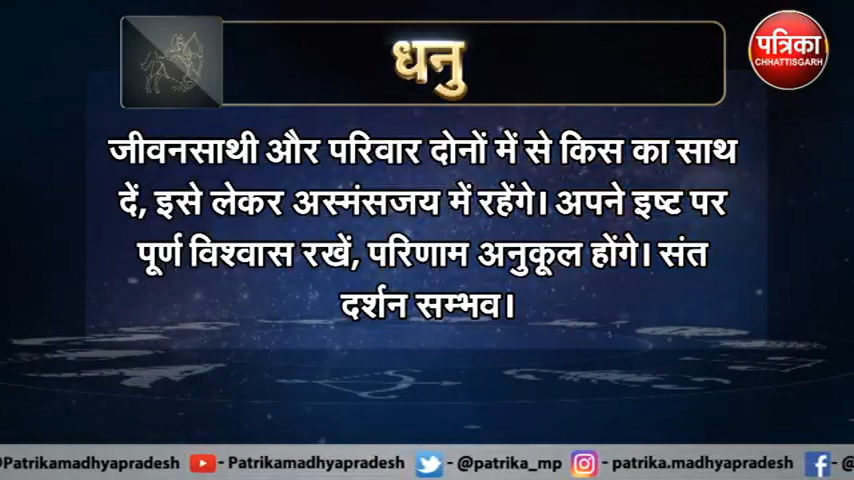 धनु
पत्रिका
CHHATTISGARH
जीवनसाथी और परिवार दोनों में से किस का साथ
दें, इसे लेकर अस्मंसजय में रहेंगे। अपने इष्ट पर
पूर्ण विश्वास रखें, परिणाम अनुकूल होंगे। संत
दर्शन सम्भव।
@Patrikamadhyapradesh - Patrikamadhyapradesh - @patrika_mp - patrika.madhyapradesh - @